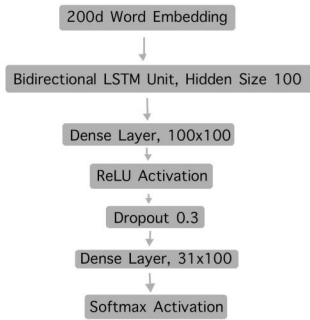 200d Word Embedding
Bidirectional LSTM Unit, Hidden Size 100
Dense Layer, 100x100
ReLU Activation
Dropout 0.3
Dense Layer, 31x100
Softmax Activation